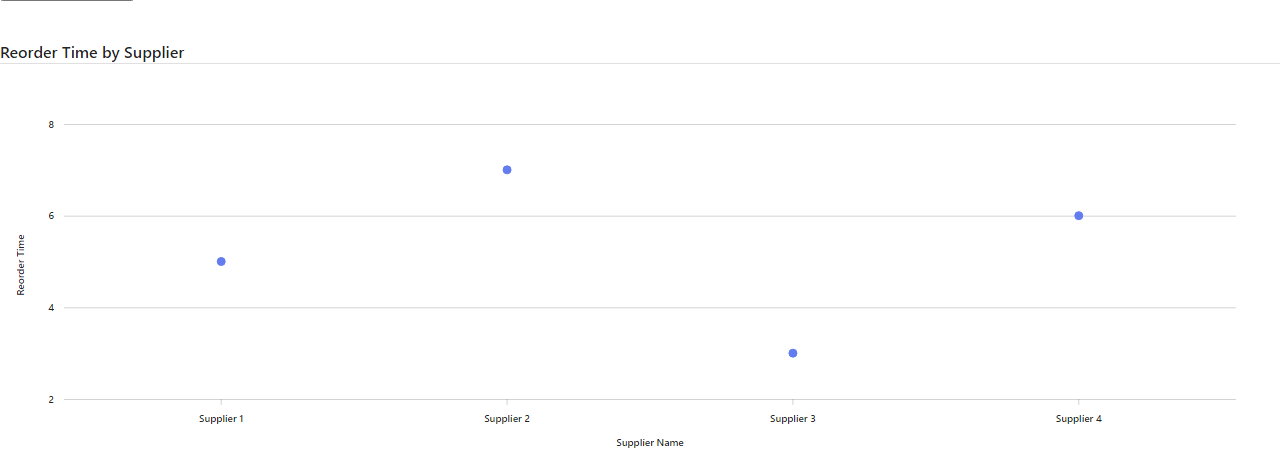 Reorder Time by Supplier
8
6
4
2
Reorder Time
Supplier 1
Supplier 2
Supplier 3
Supplier 4
Supplier Name